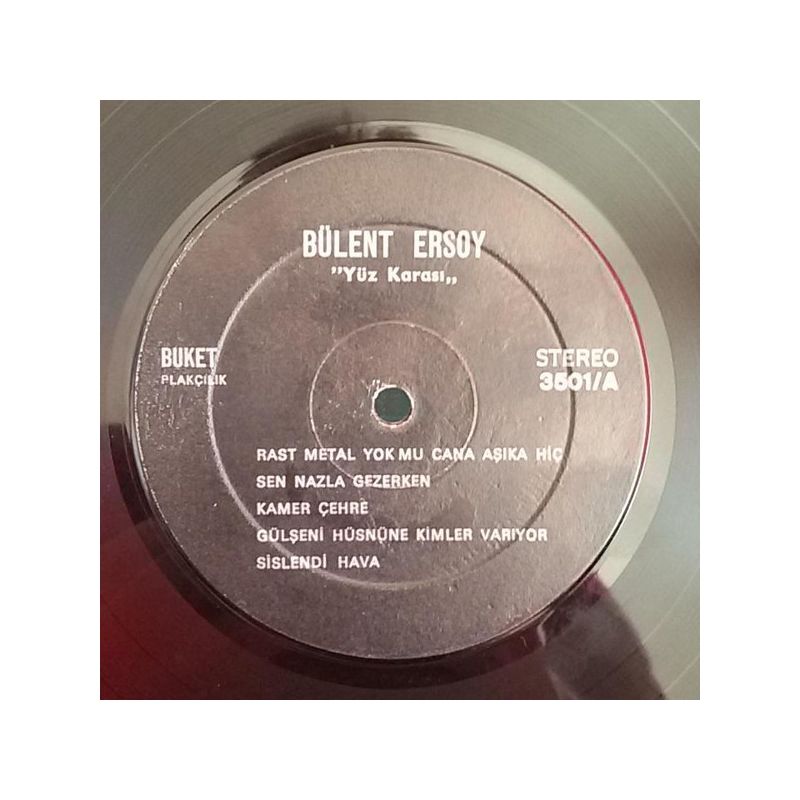 BÜLENT ERSOY
"Yüz Karası„
BUKET
PLAKÇILIK
STEREO
3501/A
RAST METAL YOK MU CANA AŞIKA HİÇ
SEN NAZLA GEZERKEN
KAMER ÇEHRE
GÜLŞENİ HÜSNÜNE KİMLER VARIYOR
SİSLENDİ HAVA